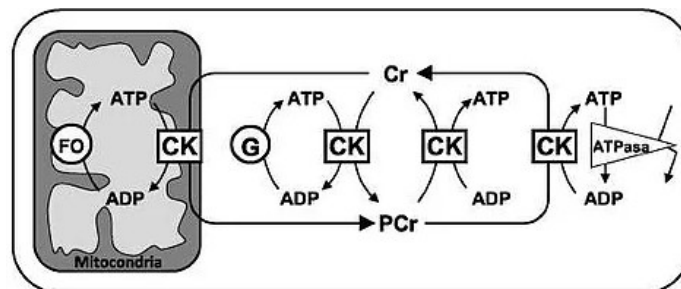 Cr
ATP ATP ATP ATP
FO CK G CK CK CK ATPasa
ADP ADP ADP ADP
PCr
Mitocondria